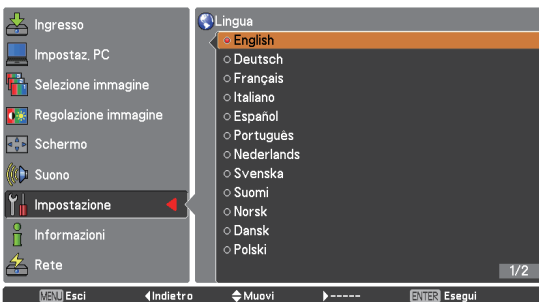 Ingresso
Impostaz. PC
Selezione immagine
Regolazione immagine
Schermo
Suono
Impostazione
Informazioni
Rete
Lingua
English
Deutsch
Français
Italiano
Español
Português
Nederlands
Svenska
Suomi
Norsk
Dansk
Polski
1/2
MENU Esci Indietro Muovi ----- ENTER Esegui